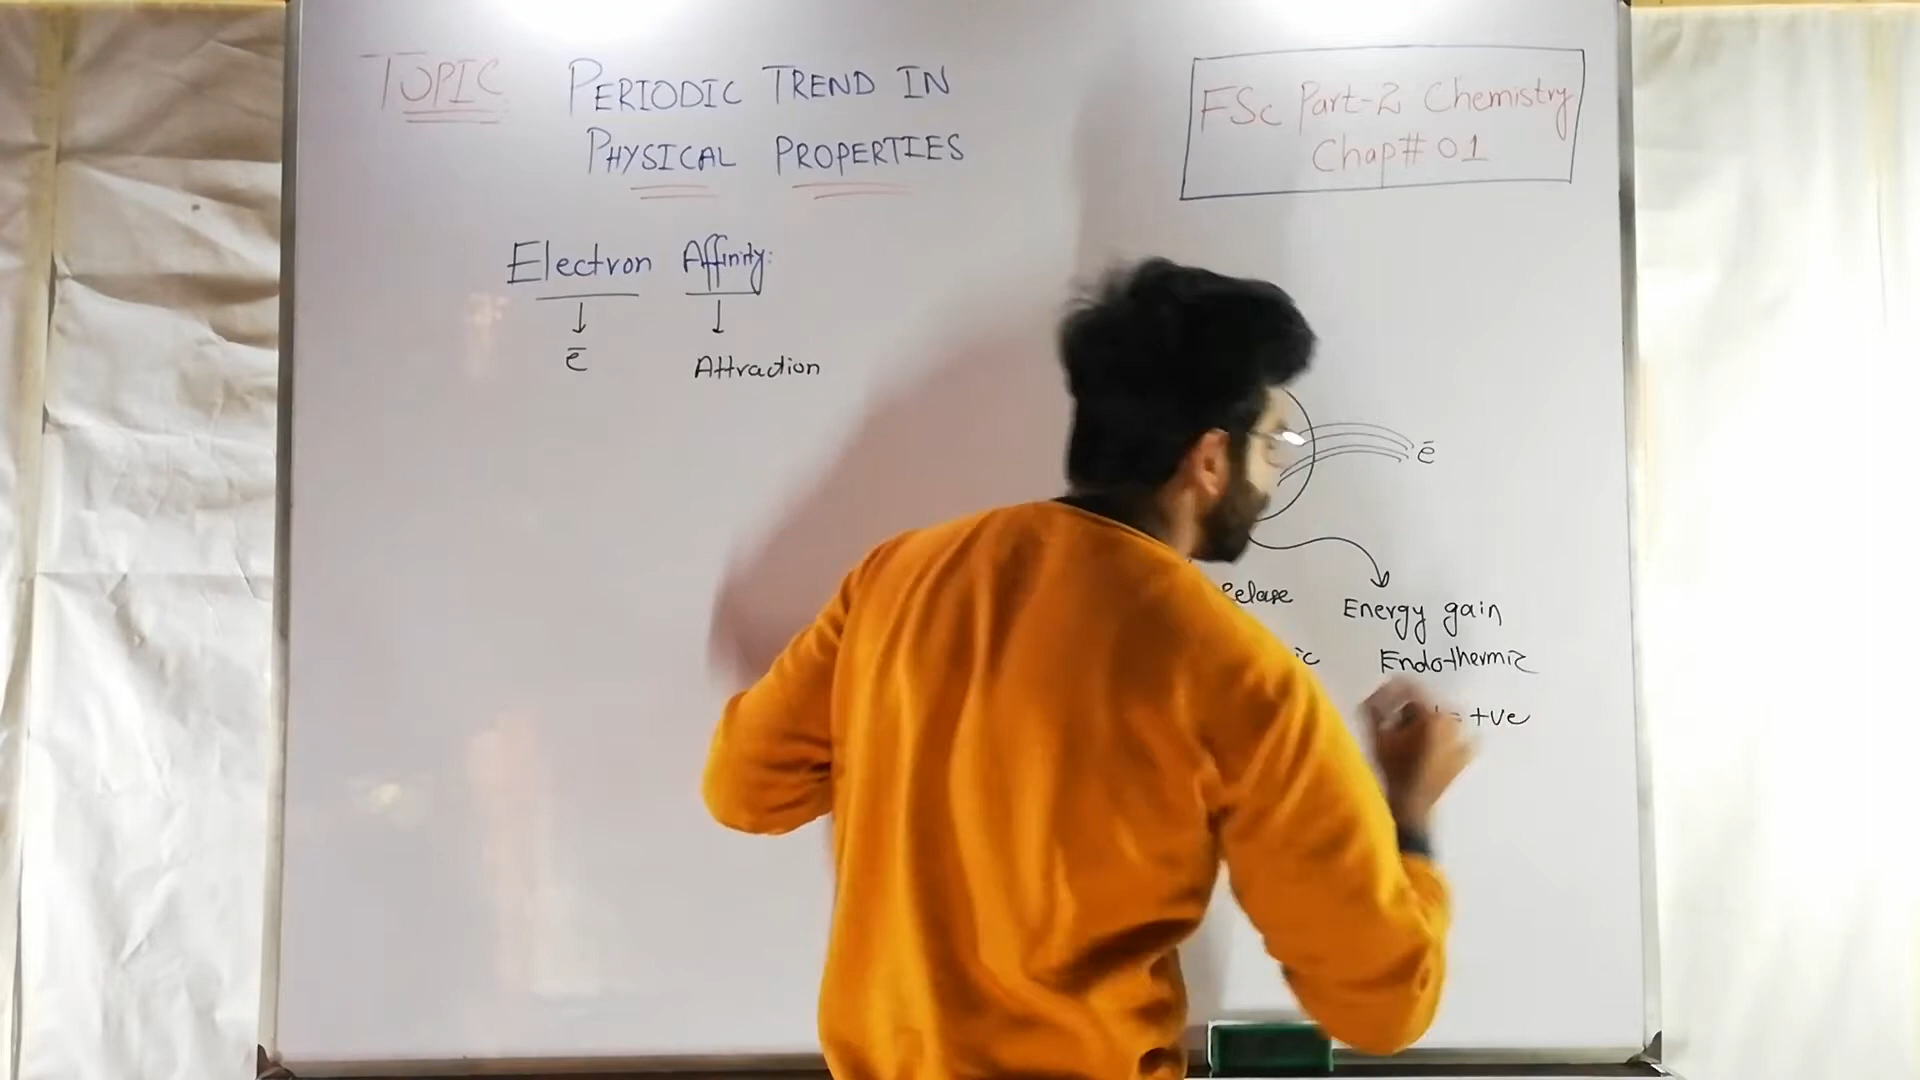 TOPIC PERIODIC TREND IN
PHYSICAL PROPERTIES
FSc Part-2 Chemistry
Chap# 01
Electron Affinity:
ē
Attraction
ē
Energy gain
Endothermic
= +ve